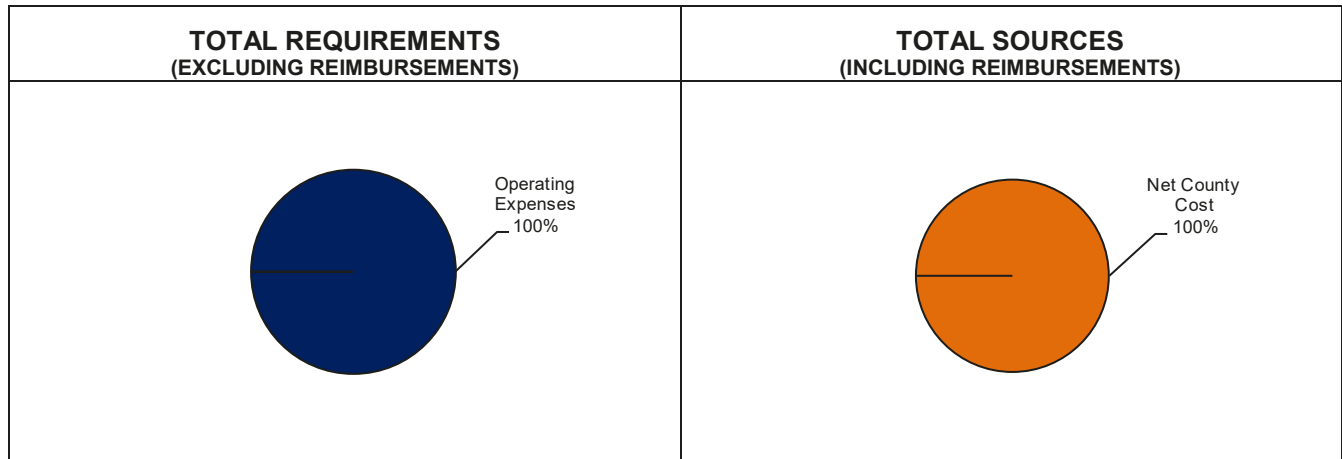 TOTAL REQUIREMENTS
(EXCLUDING REIMBURSEMENTS)
Operating
Expenses
100%
TOTAL SOURCES
(INCLUDING REIMBURSEMENTS)
Net County
Cost
100%